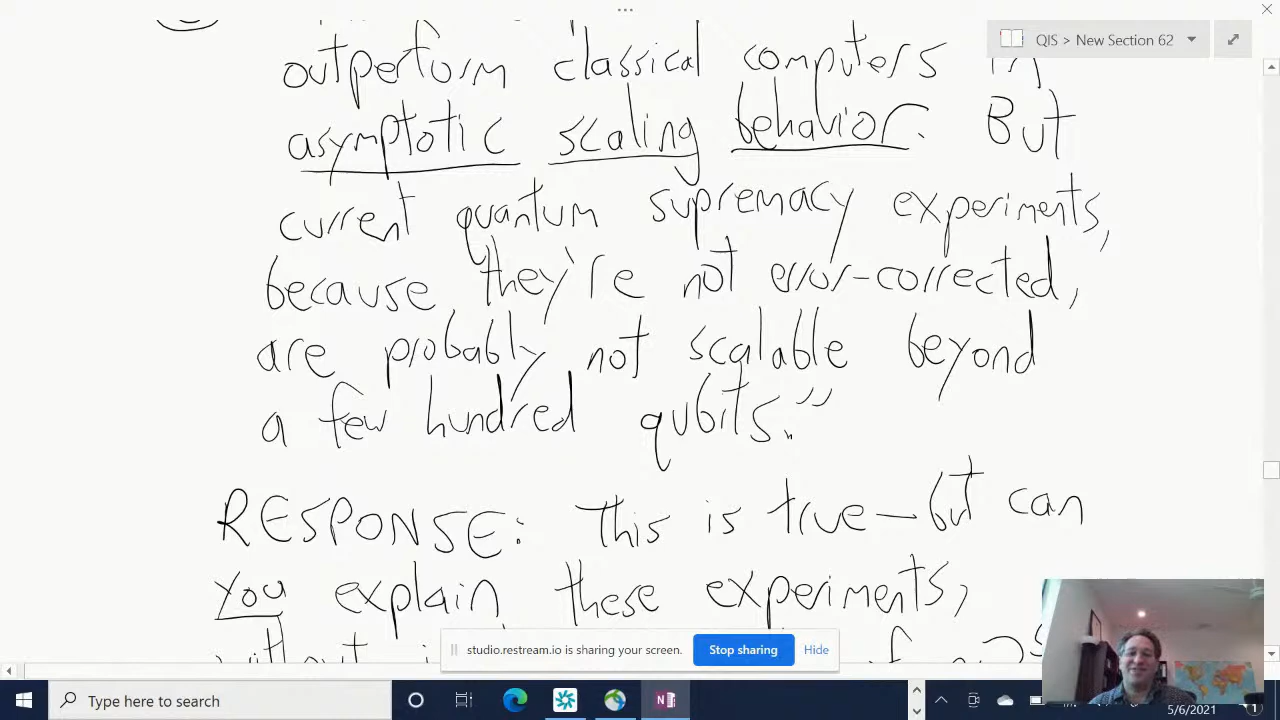 QIS > New Section 62
outperform classical computers in
asymptotic scaling behavior. But
current quantum supremacy experiments,
because they're not error-corrected,
are probably not scalable beyond
a few hundred qubits."
RESPONSE: This is true—but can
you explain these experiments,
without
studio.restream.io is sharing your screen. Stop sharing Hide
Type here to search
5/6/2021